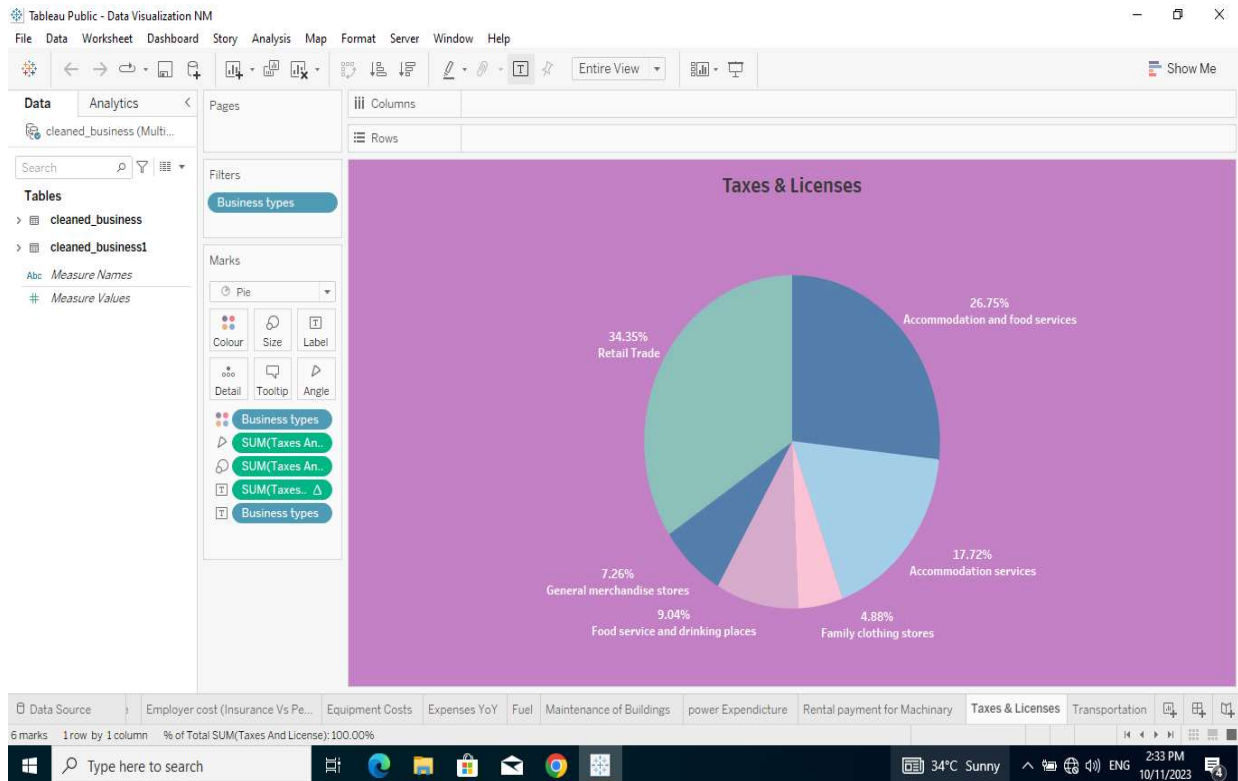 Tableau Public - Data Visualization NM
File Data Worksheet Dashboard Story Analysis Map Format Server Window Help
Entire View
Show Me
Data Analytics
cleaned_business (Multi...
Search
Tables
cleaned_business
cleaned_business1
Abc Measure Names
# Measure Values
Pages
Filters
Business types
Marks
Pie
Colour Size Label
Detail Tooltip Angle
Business types
SUM(Taxes An..
SUM(Taxes An..
SUM(Taxes.. Δ
Business types
iii Columns
Rows
Taxes & Licenses
26.75%
Accommodation and food services
34.35%
Retail Trade
17.72%
Accommodation services
7.26%
General merchandise stores
9.04%
Food service and drinking places
4.88%
Family clothing stores
Data Source Employer cost (Insurance Vs Pe... Equipment Costs Expenses YoY Fuel Maintenance of Buildings power Expendicture Rental payment for Machinary Taxes & Licenses Transportation
6 marks 1 row by 1 column % of Total SUM(Taxes And License): 100.00%
Type here to search
34°C Sunny
ENG
2:33 PM
10/11/2023
4